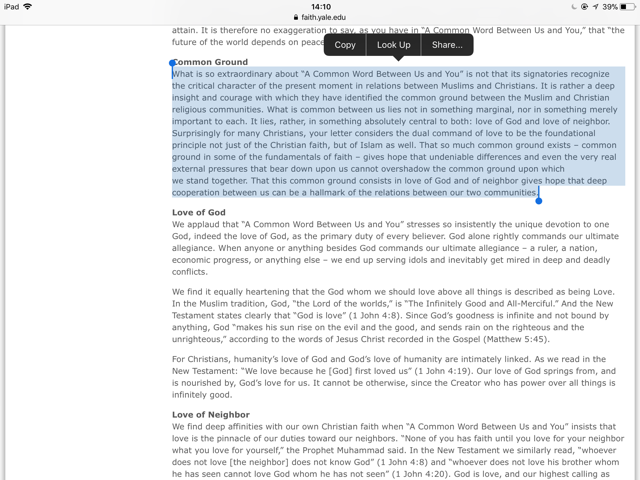 iPad 14:10 39%
faith.yale.edu
attain. It is therefore no exaggeration to say, as you have in “A Common Word Between Us and You,” that “the
future of the world depends on peace
Copy Look Up Share...
Common Ground
What is so extraordinary about “A Common Word Between Us and You” is not that its signatories recognize
the critical character of the present moment in relations between Muslims and Christians. It is rather a deep
insight and courage with which they have identified the common ground between the Muslim and Christian
religious communities. What is common between us lies not in something marginal, nor in something merely
important to each. It lies, rather, in something absolutely central to both: love of God and love of neighbor.
Surprisingly for many Christians, your letter considers the dual command of love to be the foundational
principle not just of the Christian faith, but of Islam as well. That so much common ground exists – common
ground in some of the fundamentals of faith – gives hope that undeniable differences and even the very real
external pressures that bear down upon us cannot overshadow the common ground upon which
we stand together. That this common ground consists in love of God and of neighbor gives hope that deep
cooperation between us can be a hallmark of the relations between our two communities.
Love of God
We applaud that “A Common Word Between Us and You” stresses so insistently the unique devotion to one
God, indeed the love of God, as the primary duty of every believer. God alone rightly commands our ultimate
allegiance. When anyone or anything besides God commands our ultimate allegiance – a ruler, a nation,
economic progress, or anything else – we end up serving idols and inevitably get mired in deep and deadly
conflicts.
We find it equally heartening that the God whom we should love above all things is described as being Love.
In the Muslim tradition, God, “the Lord of the worlds,” is “The Infinitely Good and All-Merciful.” And the New
Testament states clearly that “God is love” (1 John 4:8). Since God’s goodness is infinite and not bound by
anything, God “makes his sun rise on the evil and the good, and sends rain on the righteous and the
unrighteous,” according to the words of Jesus Christ recorded in the Gospel (Matthew 5:45).
For Christians, humanity’s love of God and God’s love of humanity are intimately linked. As we read in the
New Testament: “We love because he [God] first loved us” (1 John 4:19). Our love of God springs from, and
is nourished by, God’s love for us. It cannot be otherwise, since the Creator who has power over all things is
infinitely good.
Love of Neighbor
We find deep affinities with our own Christian faith when “A Common Word Between Us and You” insists that
love is the pinnacle of our duties toward our neighbors. “None of you has faith until you love for your neighbor
what you love for yourself,” the Prophet Muhammad said. In the New Testament we similarly read, “whoever
does not love [the neighbor] does not know God” (1 John 4:8) and “whoever does not love his brother whom
he has seen cannot love God whom he has not seen” (1 John 4:20). God is love, and our highest calling as